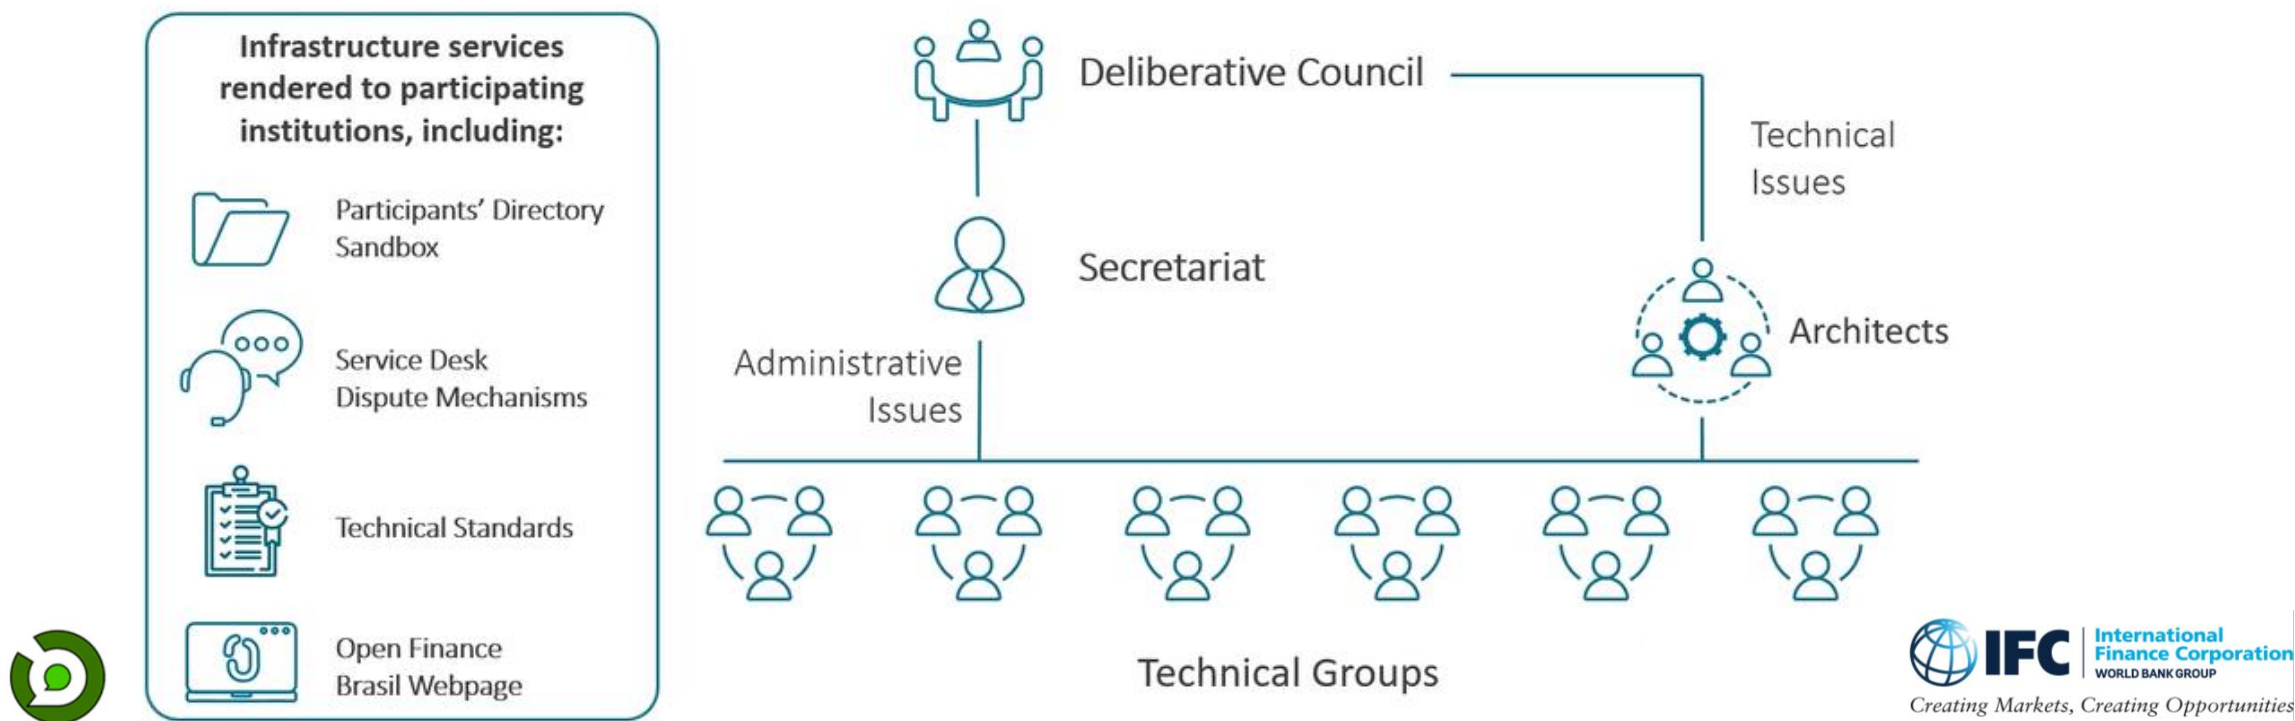 Infrastructure services
rendered to participating
institutions, including:
Participants' Directory
Sandbox
Service Desk
Dispute Mechanisms
Technical Standards
Open Finance
Brasil Webpage
Deliberative Council
Technical
Issues
Secretariat
Architects
Administrative
Issues
Technical Groups
IFC
International
Finance Corporation
WORLD BANK GROUP
Creating Markets, Creating Opportunities